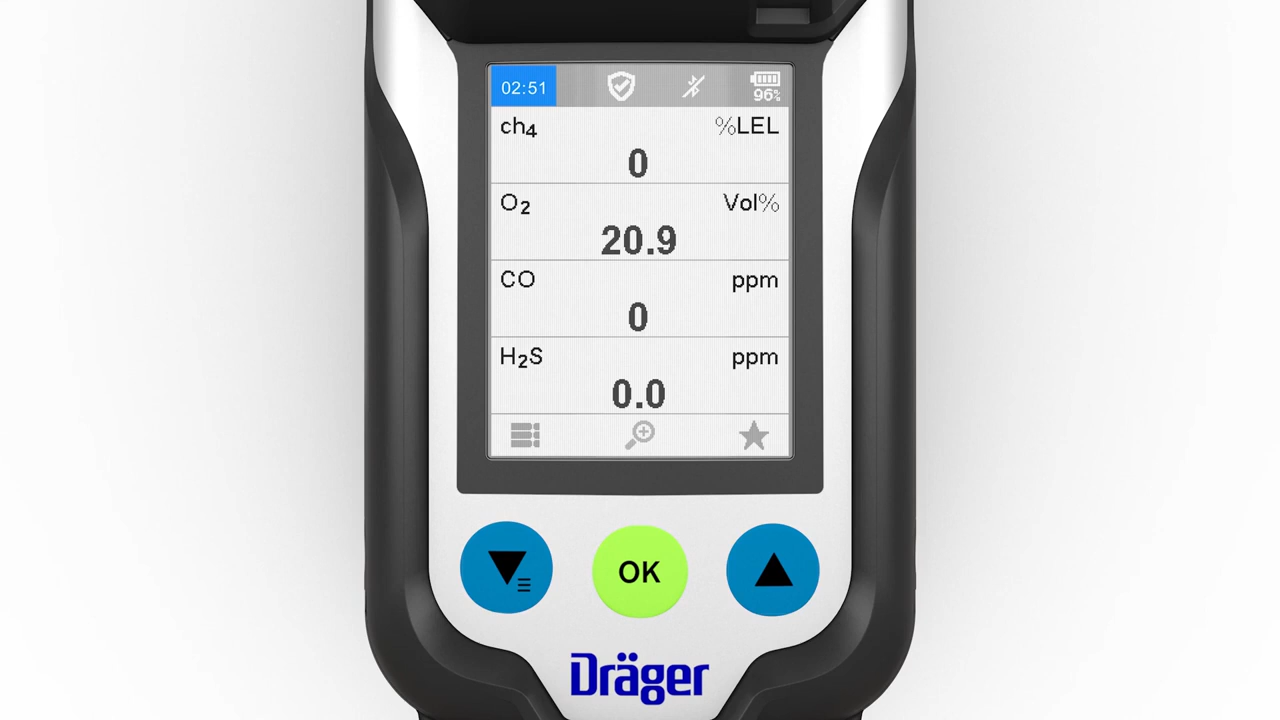 02:51
96%
ch₄ %LEL
0
O₂ Vol%
20.9
CO ppm
0
H₂S ppm
0.0
OK
Dräger